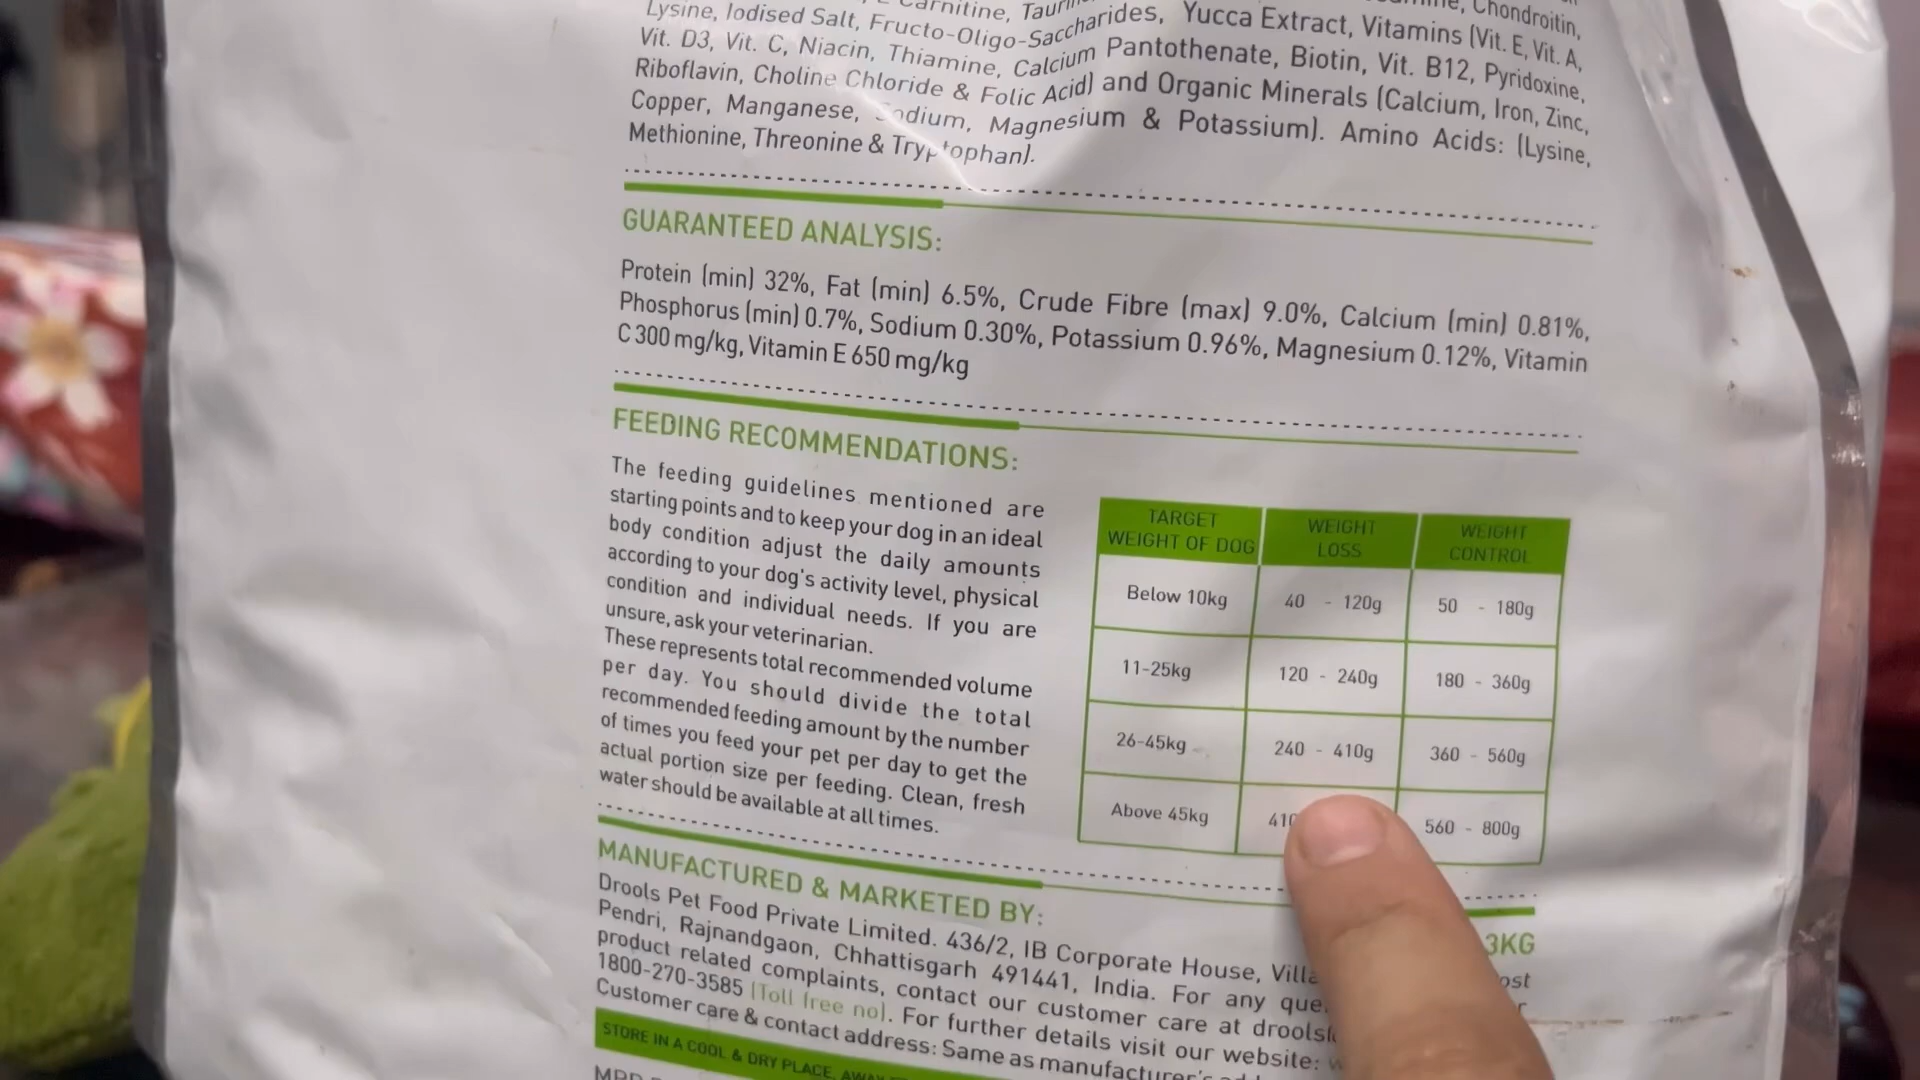 Carnitine,
Chondroitin,
Lysine, Iodised Salt, Fructo-Oligo-Saccharides, Yucca Extract, Vitamins (Vit. E, Vit. A,
Vit. D3, Vit. C, Niacin, Thiamine, Calcium Pantothenate, Biotin, Vit. B12, Pyridoxine,
Riboflavin, Choline Chloride & Folic Acid) and Organic Minerals (Calcium, Iron, Zinc,
Copper, Manganese, Sodium, Magnesium & Potassium). Amino Acids: (Lysine,
Methionine, Threonine & Tryptophan).
GUARANTEED ANALYSIS:
Protein (min) 32%, Fat (min) 6.5%, Crude Fibre (max) 9.0%, Calcium (min) 0.81%,
Phosphorus (min) 0.7%, Sodium 0.30%, Potassium 0.96%, Magnesium 0.12%, Vitamin
C 300 mg/kg, Vitamin E 650 mg/kg
FEEDING RECOMMENDATIONS:
The feeding guidelines mentioned are
starting points and to keep your dog in an ideal
body condition adjust the daily amounts
according to your dog's activity level, physical
condition and individual needs. If you are
unsure, ask your veterinarian.
These represents total recommended volume
per day. You should divide the total
recommended feeding amount by the number
of times you feed your pet per day to get the
actual portion size per feeding. Clean, fresh
water should be available at all times.
TARGET WEIGHT OF DOG WEIGHT LOSS WEIGHT CONTROL
Below 10kg 40 - 120g 50 - 180g
11-25kg 120 - 240g 180 - 360g
26-45kg 240 - 410g 360 - 560g
Above 45kg 410 560 - 800g
MANUFACTURED & MARKETED BY:
Drools Pet Food Private Limited. 436/2, IB Corporate House,
Pendri, Rajnandgaon, Chhattisgarh 491441, India. For any
product related complaints, contact our customer care at
1800-270-3585 (Toll free no). For further details visit our website:
Customer care & contact address: Same as manufacturer's
3KG
STORE IN A COOL & DRY PLACE,